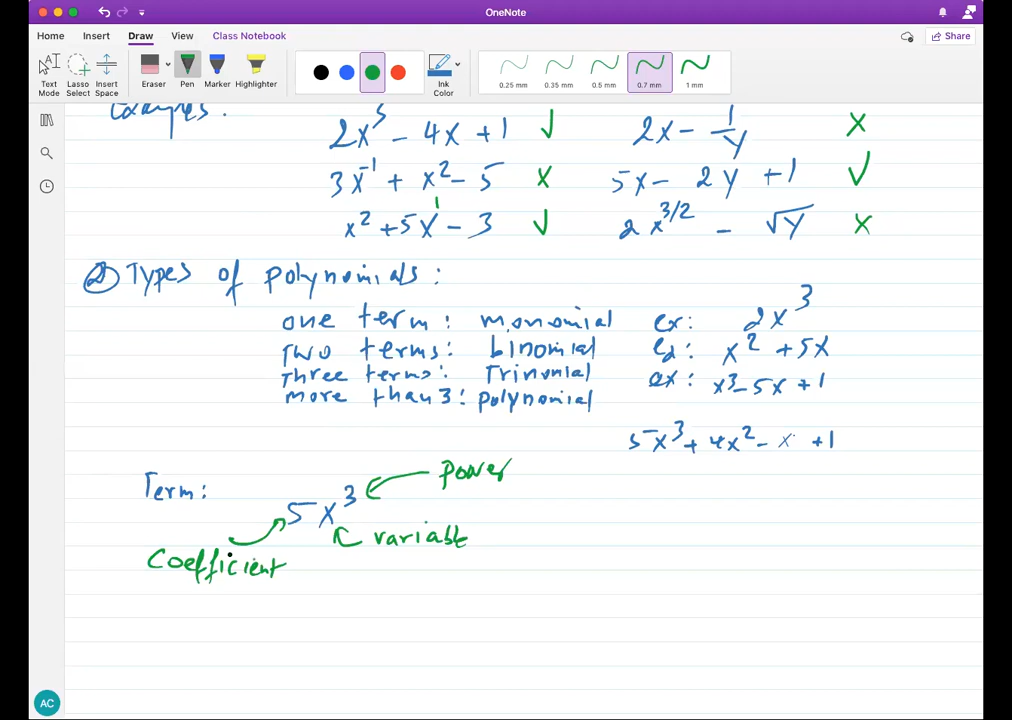 OneNote
Home Insert Draw View Class Notebook Share
Text Mode
Lasso Select
Insert Space
Eraser
Pen
Marker
Highlighter
Ink Color
0.25 mm
0.35 mm
0.5 mm
0.7 mm
1 mm
Examples:
2x⁵ - 4x + 1 √ 2x - 1/y x
3x⁻¹ + x² - 5 x 5x - 2y + 1 √
x² + 5x¹ - 3 √ 2x^3/2 - √y x
② Types of polynomials:
one term: monomial ex: 2x³
Two terms: binomial ex: x² + 5x
Three terms: Trinomial ex: x³ - 5x + 1
more than 3: polynomial
5x³ + 4x² - x + 1
power
Term: 5x³
variable
Coefficient
AC